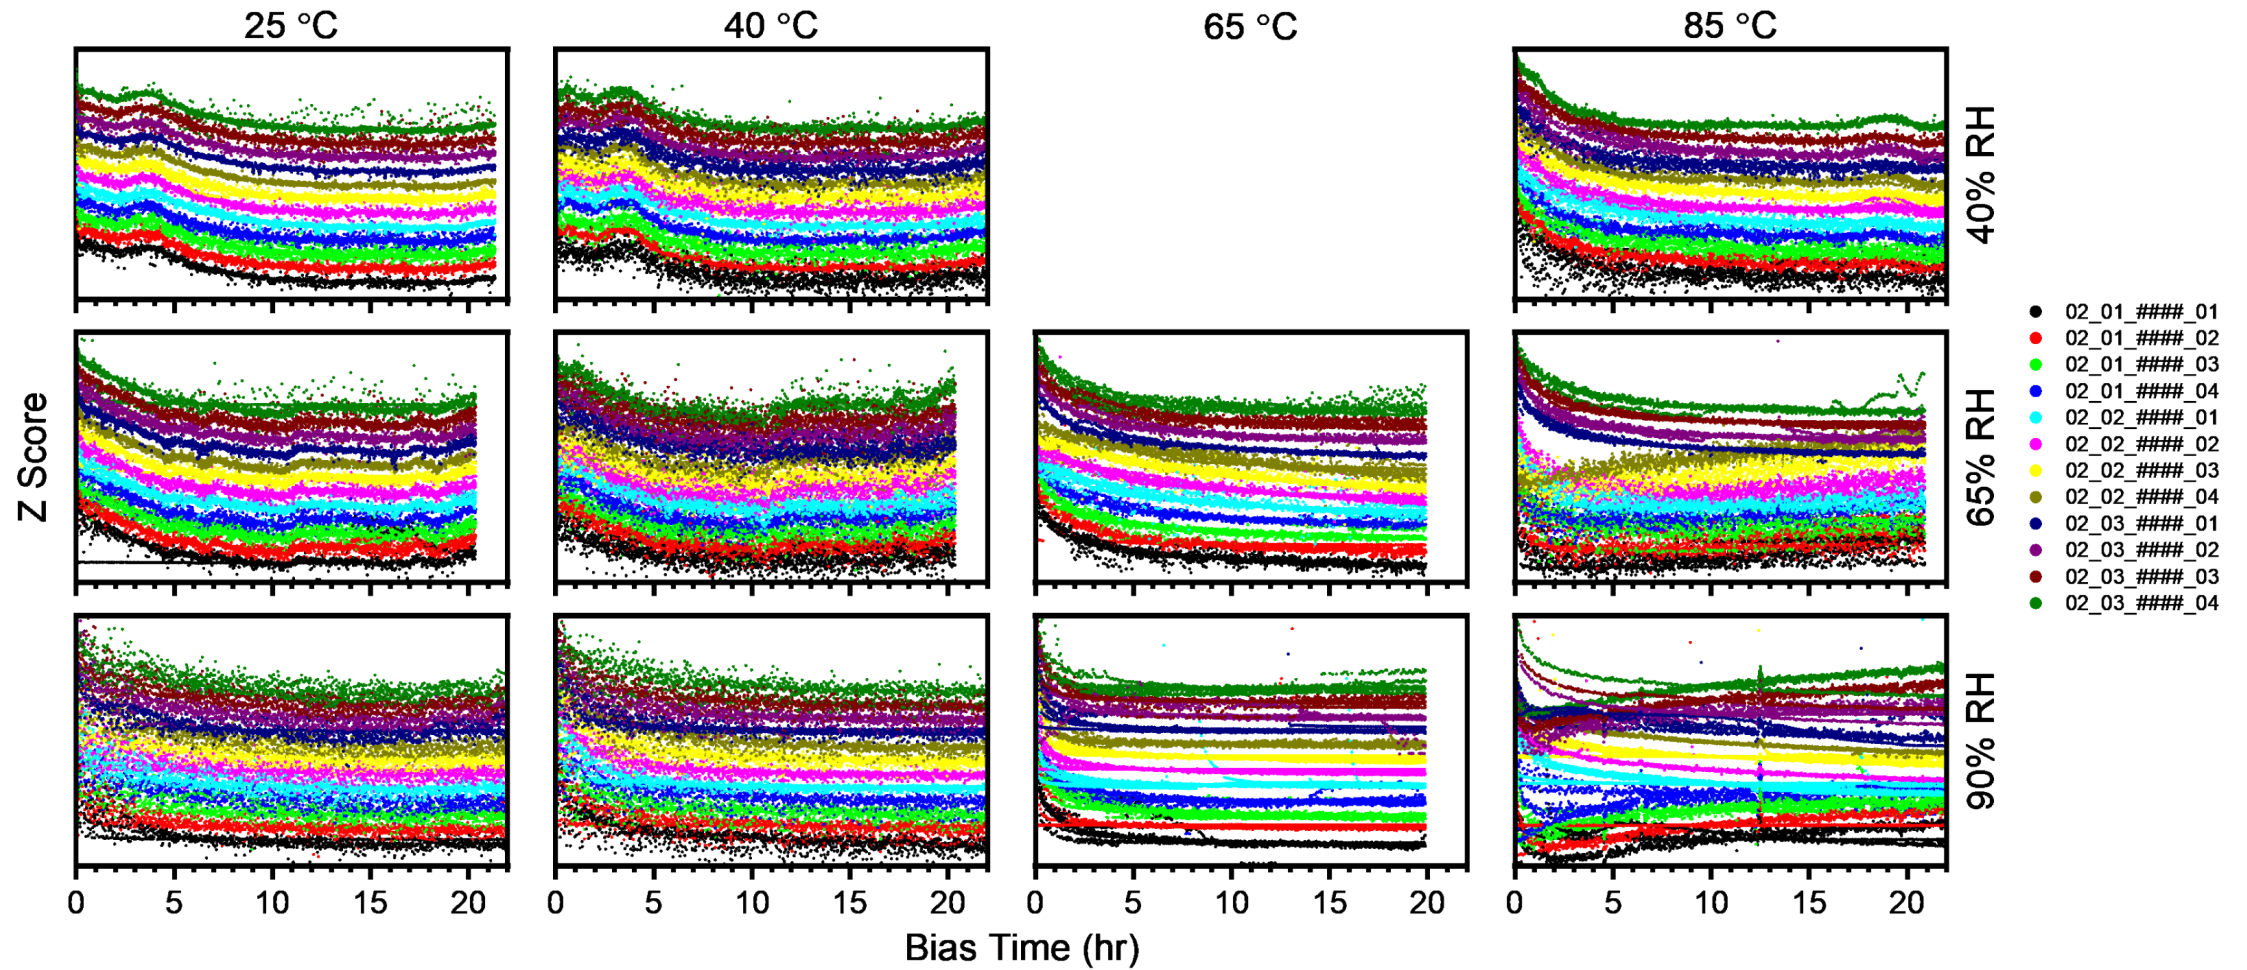 25 °C
40 °C
65 °C
85 °C
40% RH
65% RH
90% RH
Z Score
0 5 10 15 20
0 5 10 15 20
0 5 10 15 20
0 5 10 15 20
Bias Time (hr)
02_01_####_01
02_01_####_02
02_01_####_03
02_01_####_04
02_02_####_01
02_02_####_02
02_02_####_03
02_02_####_04
02_03_####_01
02_03_####_02
02_03_####_03
02_03_####_04